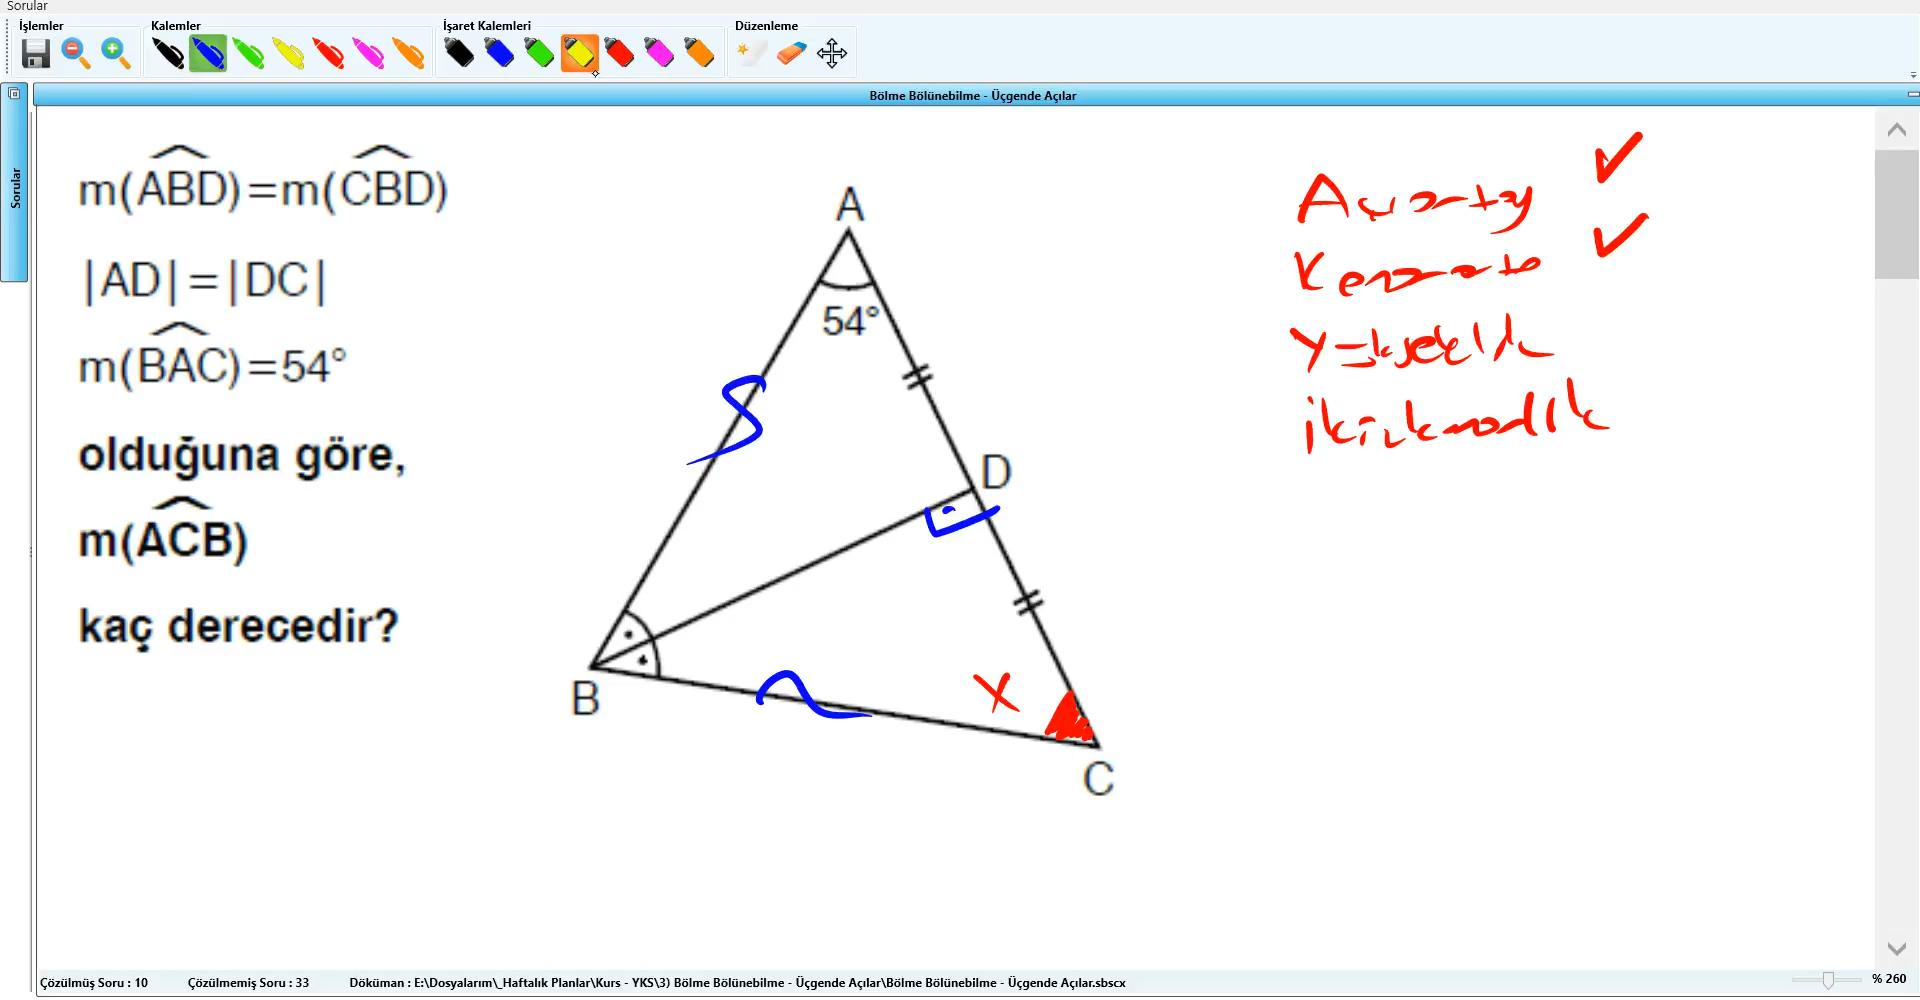 Sorular
İşlemler
Kalemler
İşaret Kalemleri
Düzenleme
Bölme Bölünebilme - Üçgende Açılar
Sorular
m(ABD)=m(CBD)
|AD|=|DC|
m(BAC)=54°
olduğuna göre,
m(ACB)
kaç derecedir?
A
54°
D
B
x
C
Açıortay ✓
Kenarorta ✓
Yükseklik
İkizkenarlık
Çözülmüş Soru : 10
Çözülmemiş Soru : 33
Döküman : E:\Dosyalarım\_Haftalık Planlar\Kurs - YKS\3) Bölme Bölünebilme - Üçgende Açılar\Bölme Bölünebilme - Üçgende Açılar.sbscx
% 260